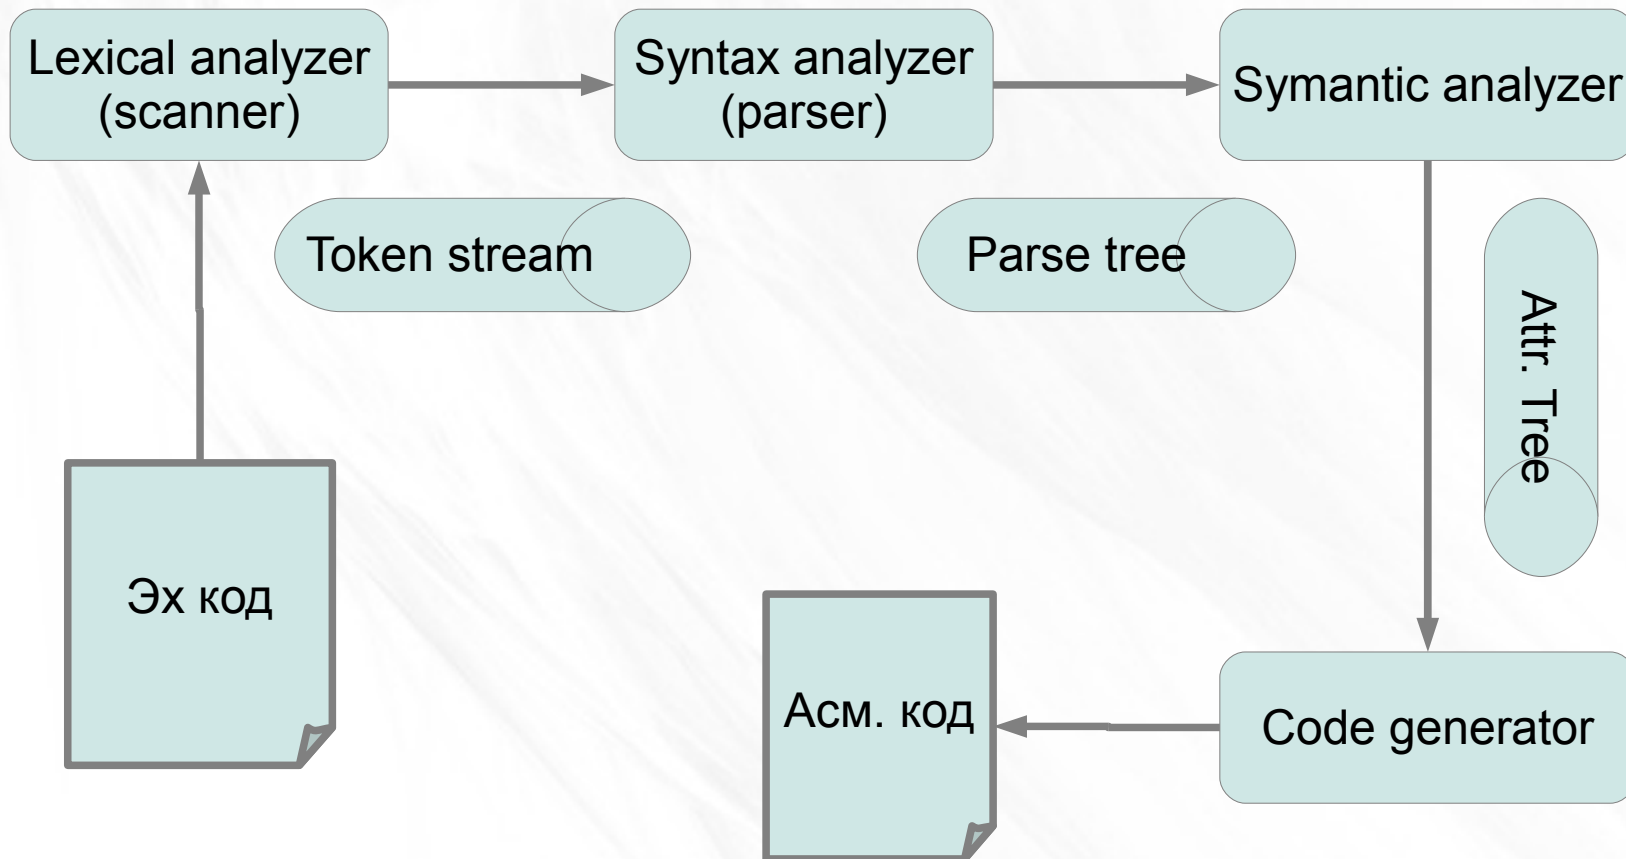 Lexical analyzer
(scanner)
Syntax analyzer
(parser)
Symantic analyzer
Token stream
Parse tree
Attr. Tree
Эх код
Асм. код
Code generator